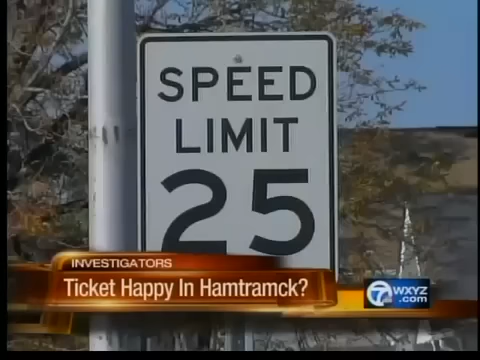 SPEED
LIMIT
25
INVESTIGATORS
Ticket Happy In Hamtramck?
7 WXYZ
.com